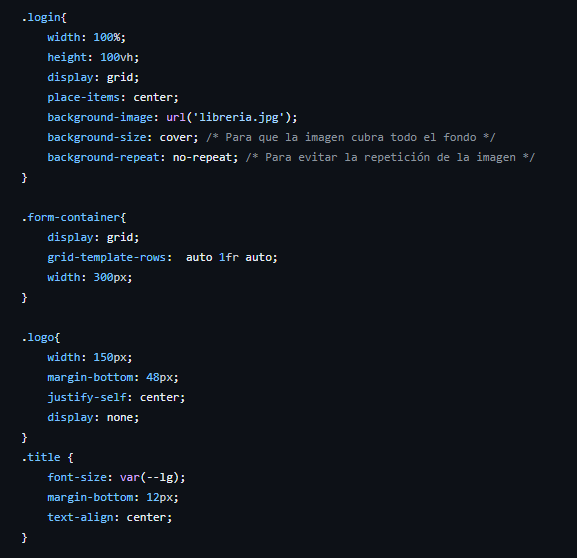 .login{
    width: 100%;
    height: 100vh;
    display: grid;
    place-items: center;
    background-image: url('libreria.jpg');
    background-size: cover; /* Para que la imagen cubra todo el fondo */
    background-repeat: no-repeat; /* Para evitar la repetición de la imagen */
}

.form-container{
    display: grid;
    grid-template-rows:  auto 1fr auto;
    width: 300px;
}

.logo{
    width: 150px;
    margin-bottom: 48px;
    justify-self: center;
    display: none;
}
.title {
    font-size: var(--lg);
    margin-bottom: 12px;
    text-align: center;
}